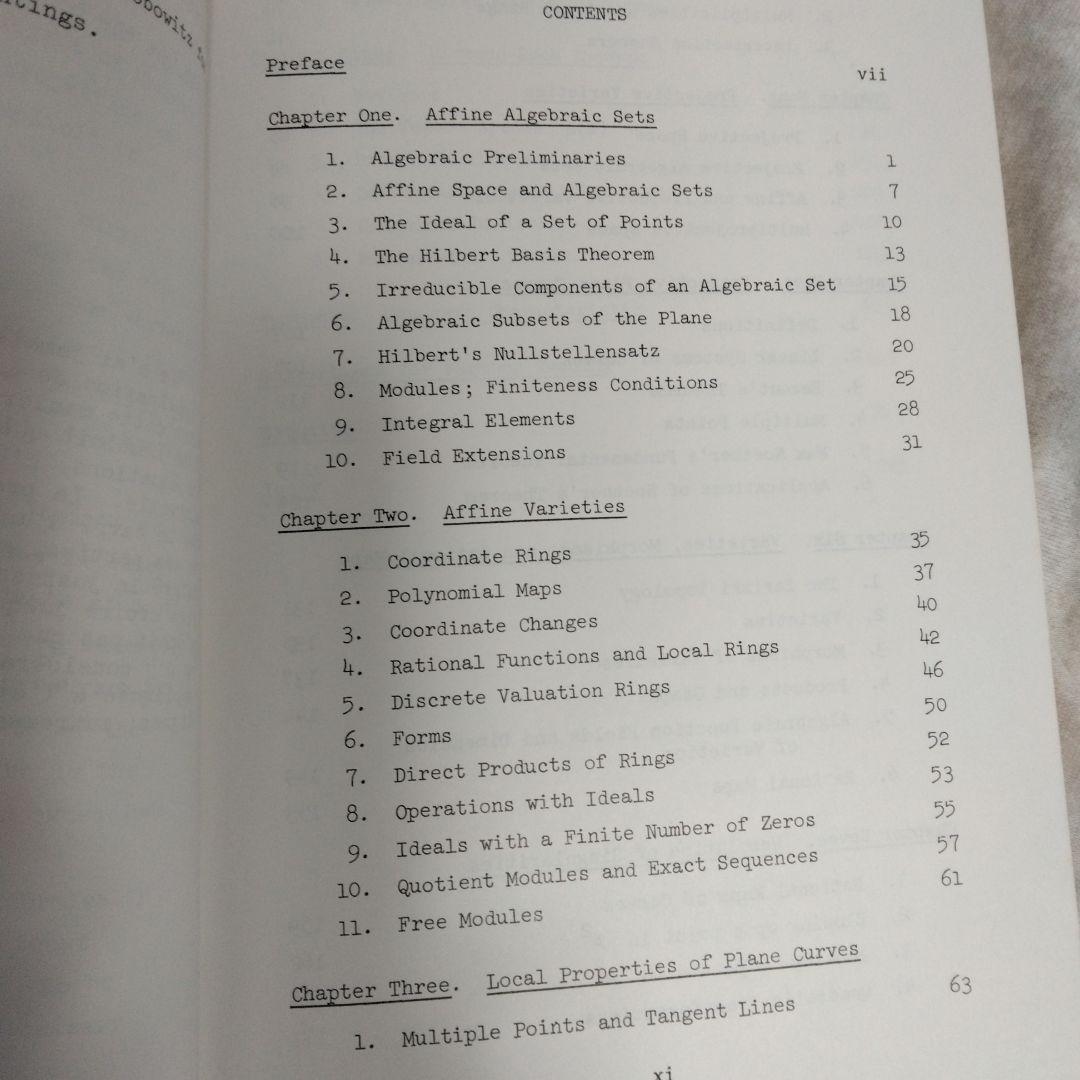 tings.
CONTENTS
Preface vii
Chapter One. Affine Algebraic Sets
1. Algebraic Preliminaries 1
2. Affine Space and Algebraic Sets 7
3. The Ideal of a Set of Points 10
4. The Hilbert Basis Theorem 13
5. Irreducible Components of an Algebraic Set 15
6. Algebraic Subsets of the Plane 18
7. Hilbert's Nullstellensatz 20
8. Modules; Finiteness Conditions 25
9. Integral Elements 28
10. Field Extensions 31
Chapter Two. Affine Varieties
1. Coordinate Rings 35
2. Polynomial Maps 37
3. Coordinate Changes 40
4. Rational Functions and Local Rings 42
5. Discrete Valuation Rings 46
6. Forms 50
7. Direct Products of Rings 52
8. Operations with Ideals 53
9. Ideals with a Finite Number of Zeros 55
10. Quotient Modules and Exact Sequences 57
11. Free Modules 61
Chapter Three. Local Properties of Plane Curves
1. Multiple Points and Tangent Lines 63
xi